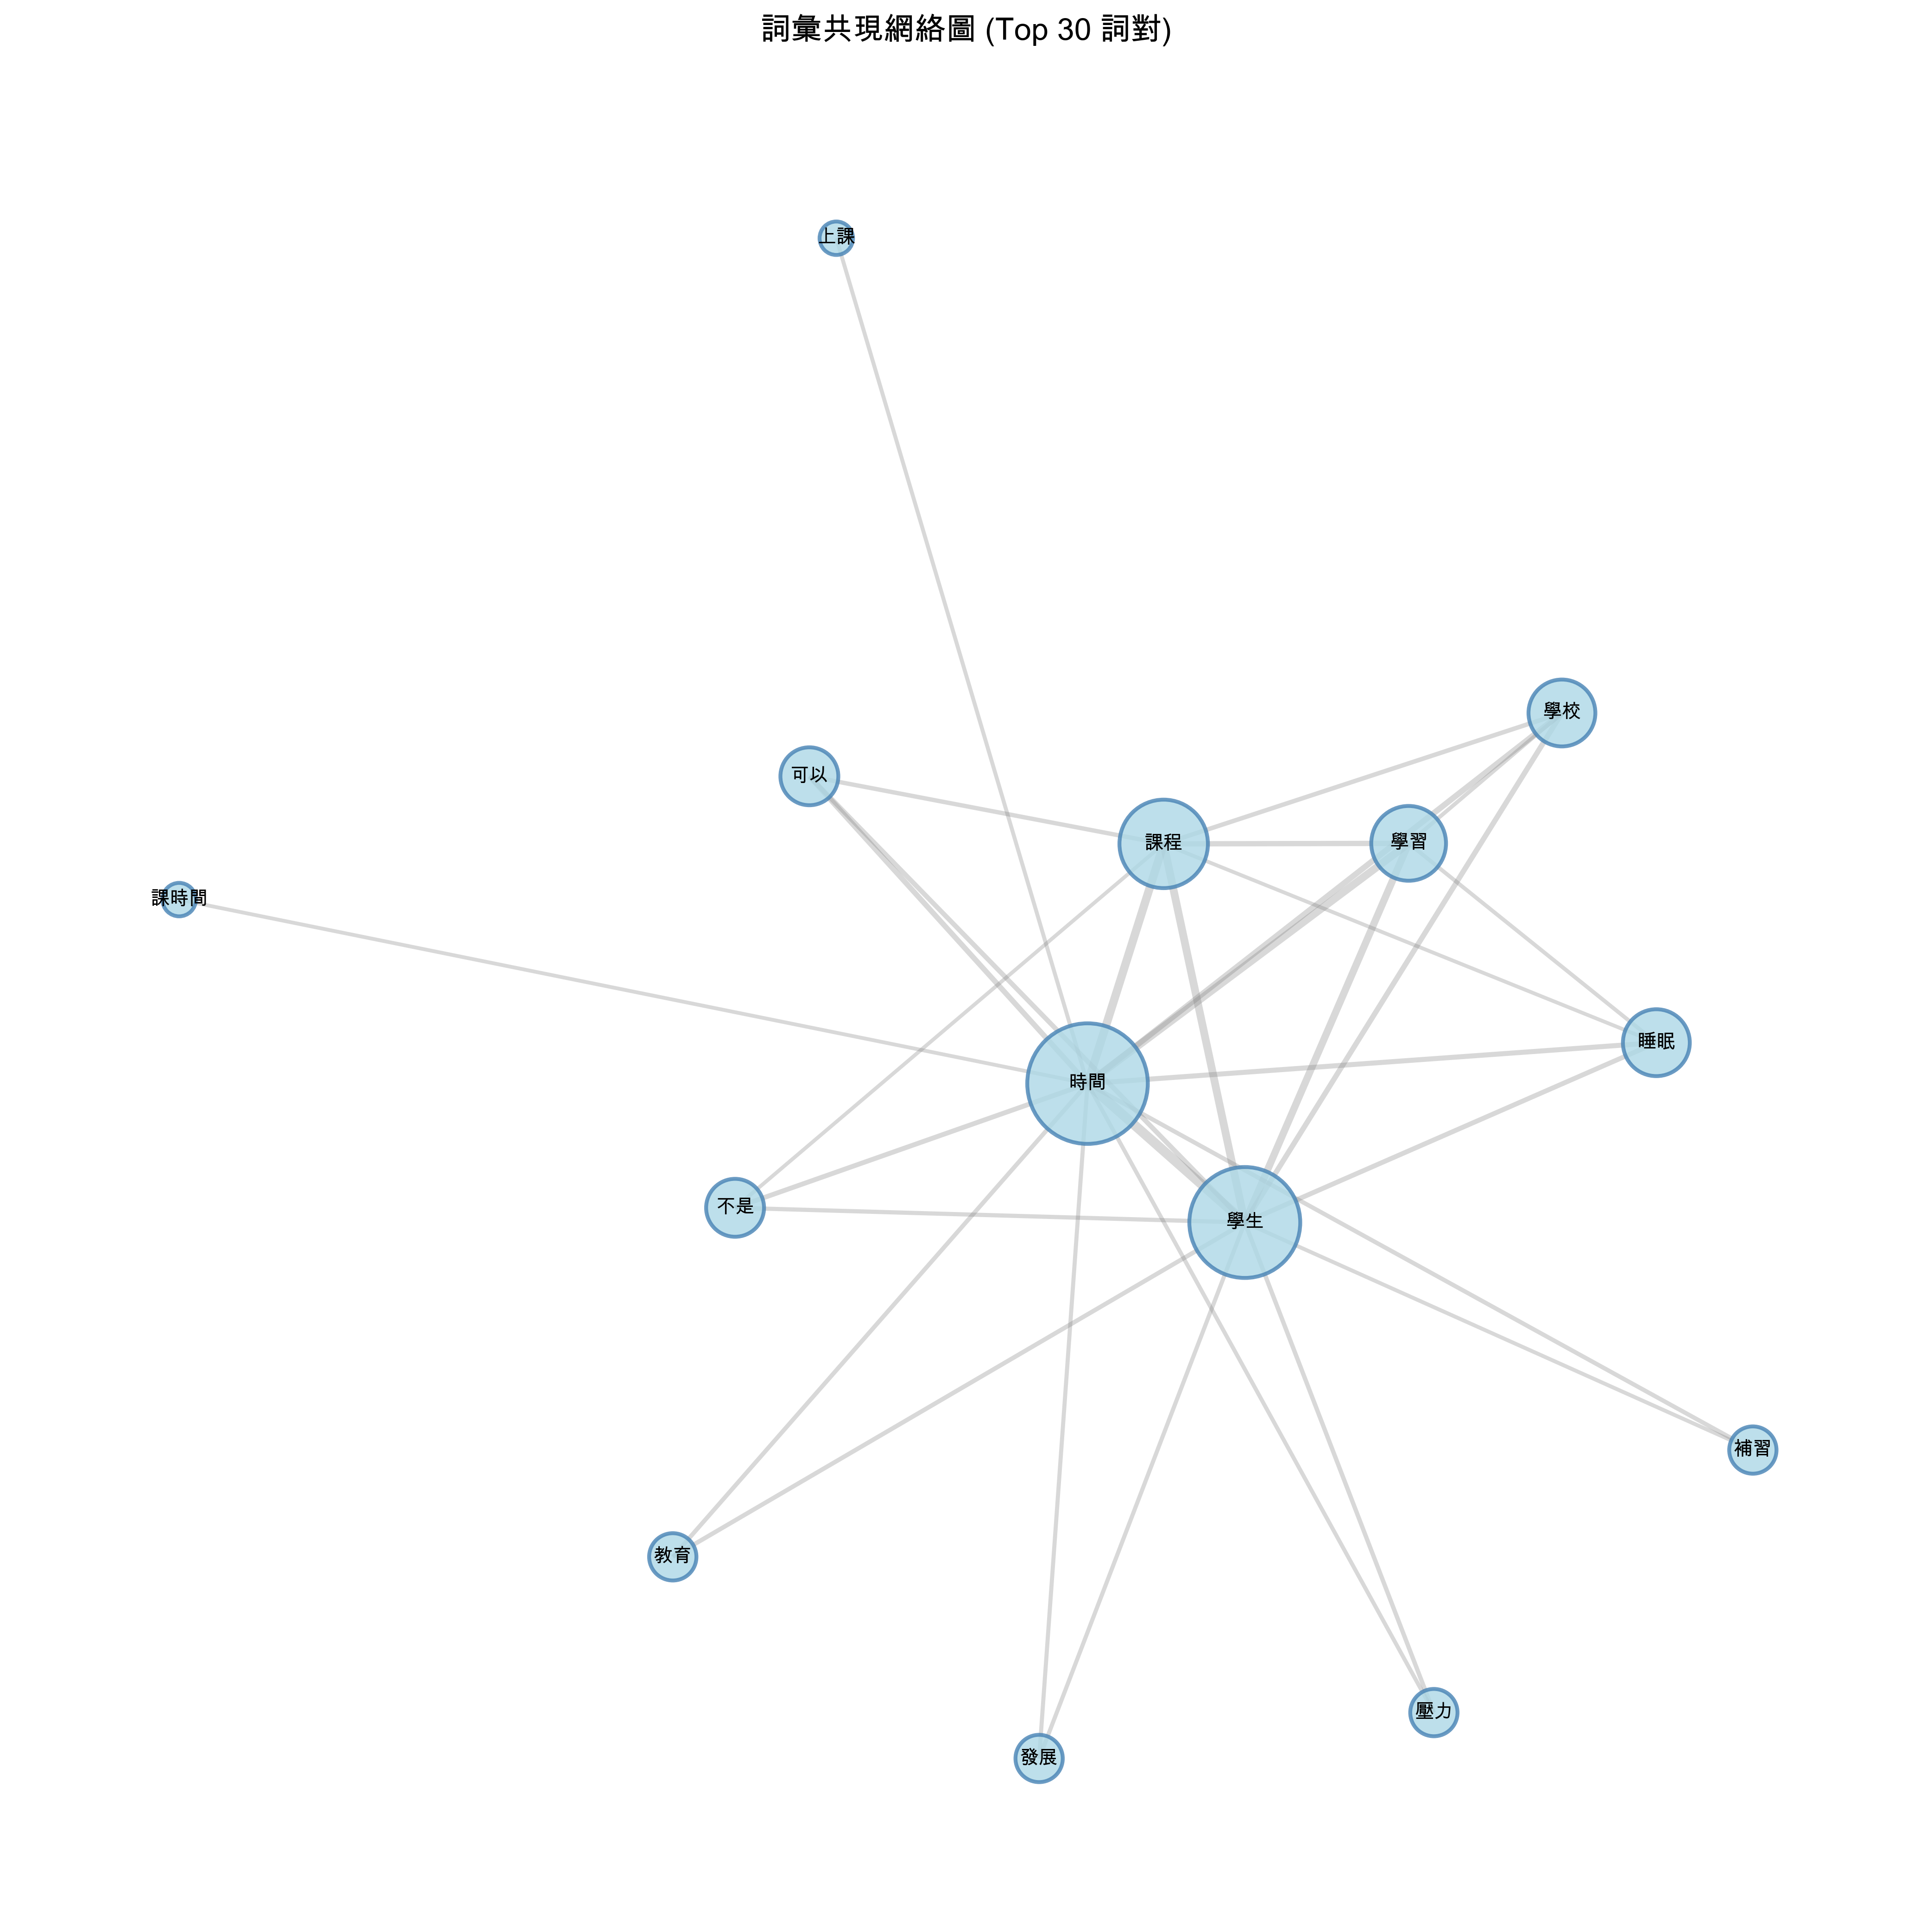 詞彙共現網絡圖 (Top 30 詞對)
上課
學校
可以
課程
學習
課時間
睡眠
時間
不是
學生
補習
教育
壓力
發展